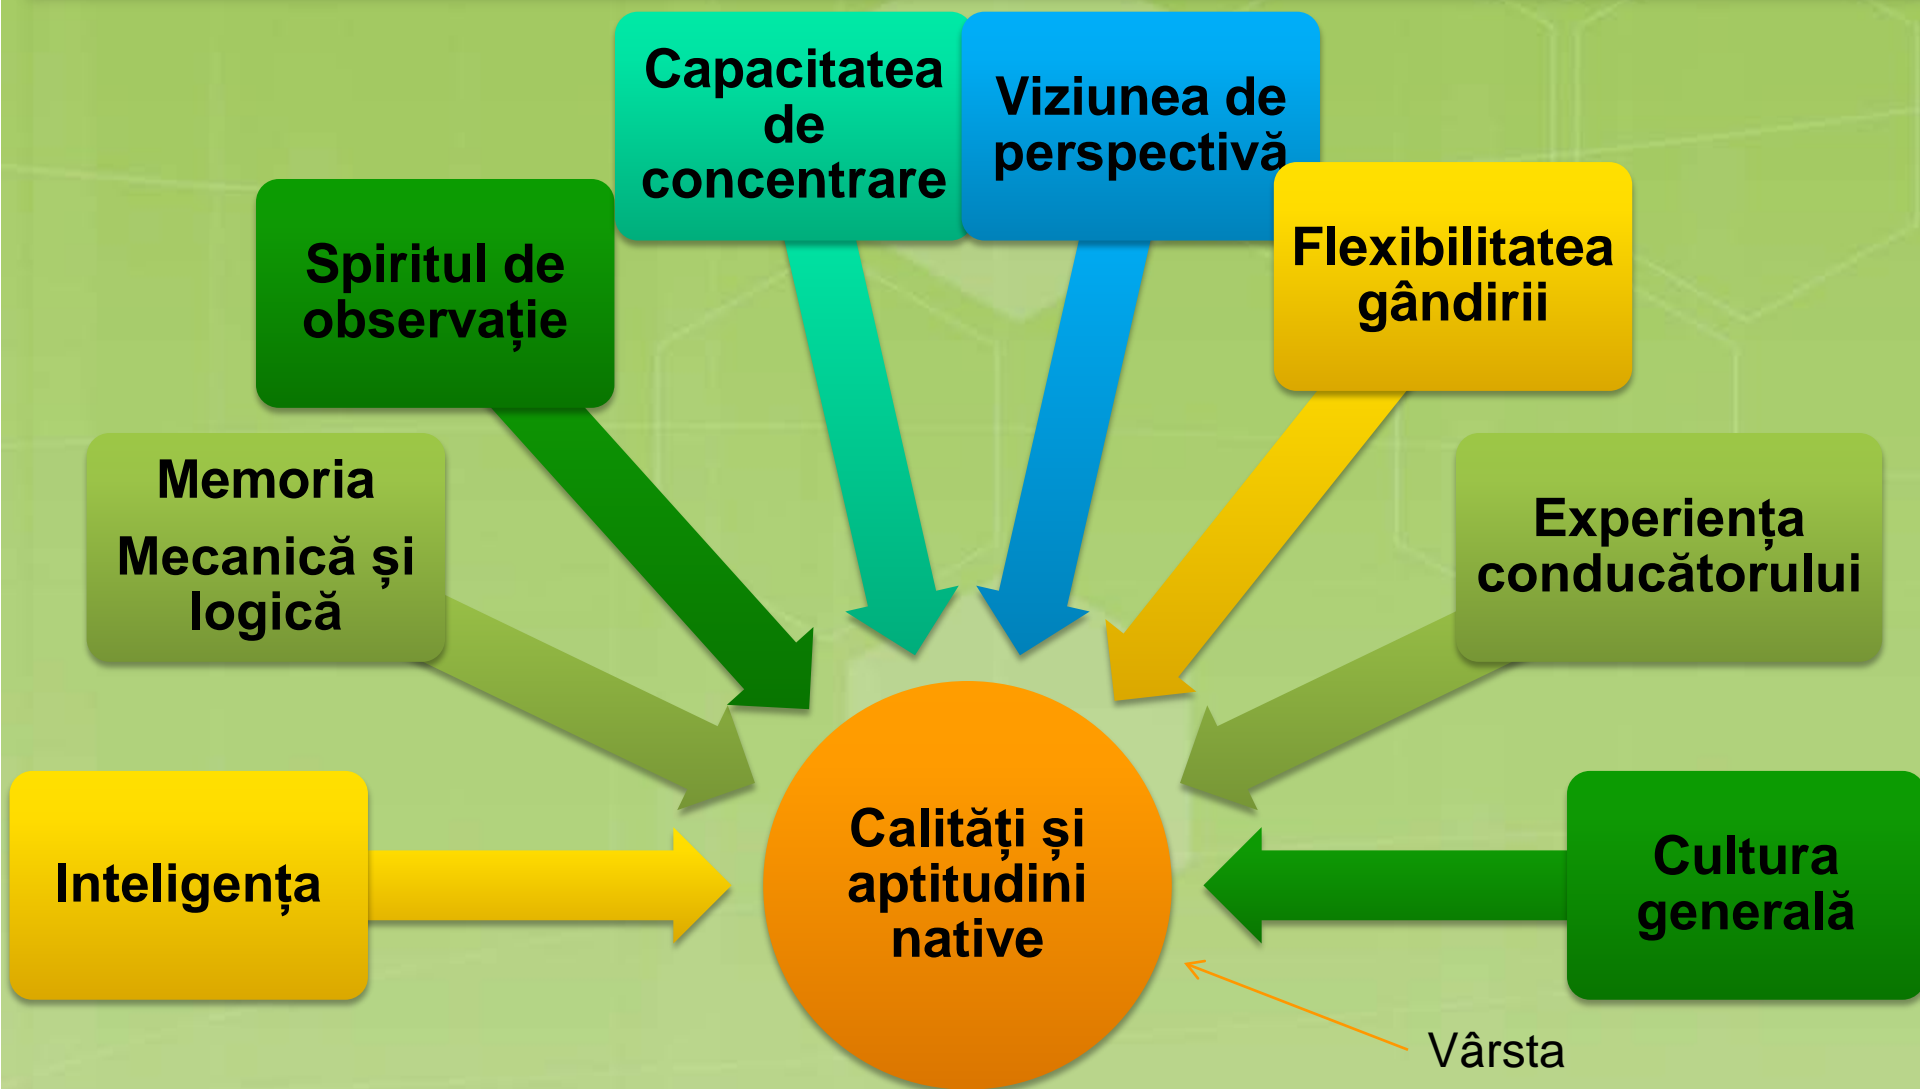 Capacitatea
de
concentrare
Viziunea de
perspectivă
Spiritul de
observație
Flexibilitatea
gândirii
Memoria
Mecanică și
logică
Experiența
conducătorului
Inteligența
Calități și
aptitudini
native
Cultura
generală
Vârsta